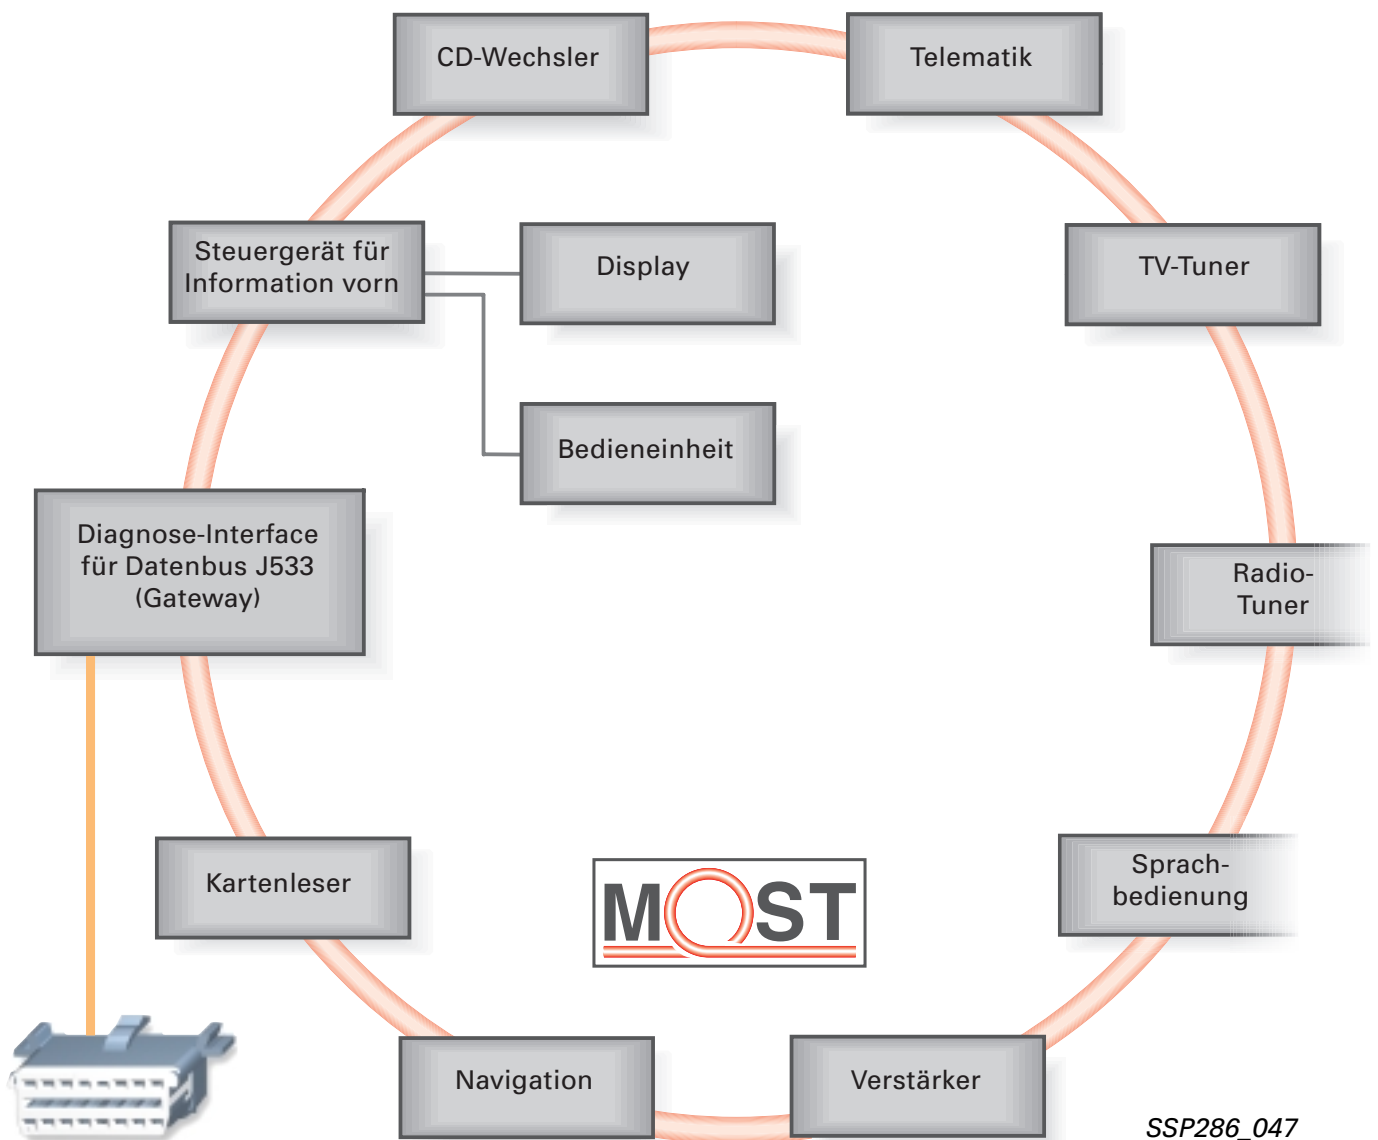 CD-Wechsler
Telematik
Steuergerät für
Information vorn
Display
TV-Tuner
Bedieneinheit
Diagnose-Interface
für Datenbus J533
(Gateway)
Radio-
Tuner
Kartenleser
MOST
Sprach-
bedienung
Navigation
Verstärker
SSP286_047